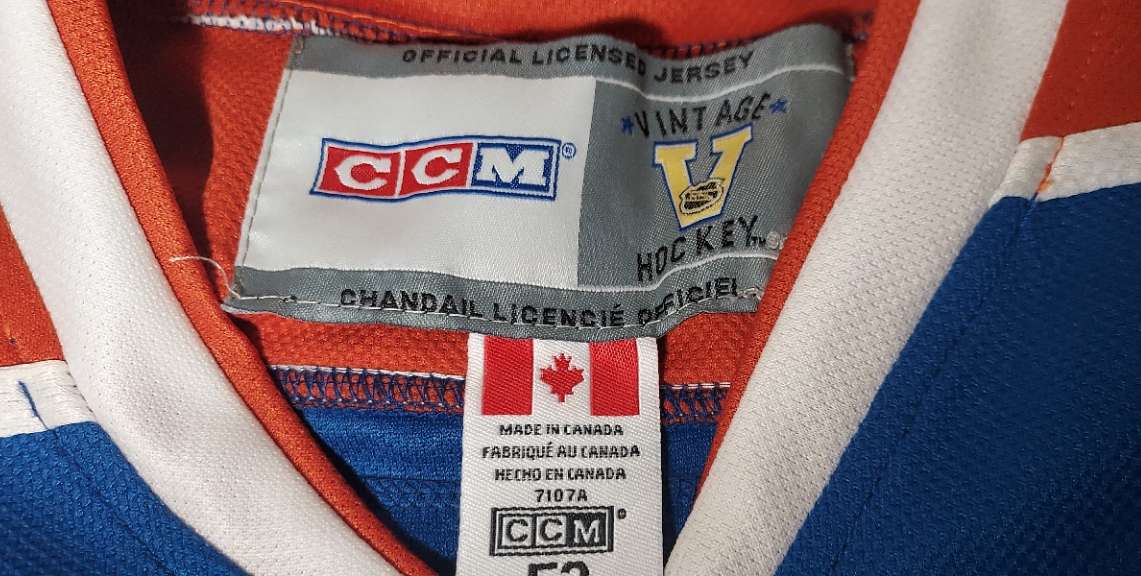 OFFICIAL LICENSED JERSEY
CCM®
VINTAGE
V
HOCKEY™
CHANDAIL LICENCIÉ OFFICIEL
MADE IN CANADA
FABRIQUÉ AU CANADA
HECHO EN CANADA
7107A
CCM